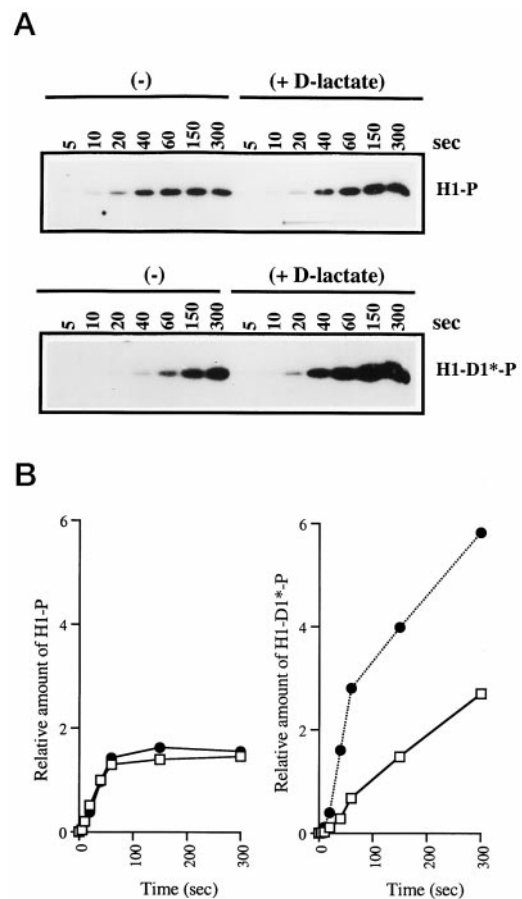 A
(-) (+ D-lactate)
5 10 20 40 60 150 300 5 10 20 40 60 150 300 sec
H1-P
(-) (+ D-lactate)
5 10 20 40 60 150 300 5 10 20 40 60 150 300 sec
H1-D1*-P
B
Relative amount of H1-P
6
4
2
0
0 100 200 300
Time (sec)
Relative amount of H1-D1*-P
6
4
2
0
0 100 200 300
Time (sec)